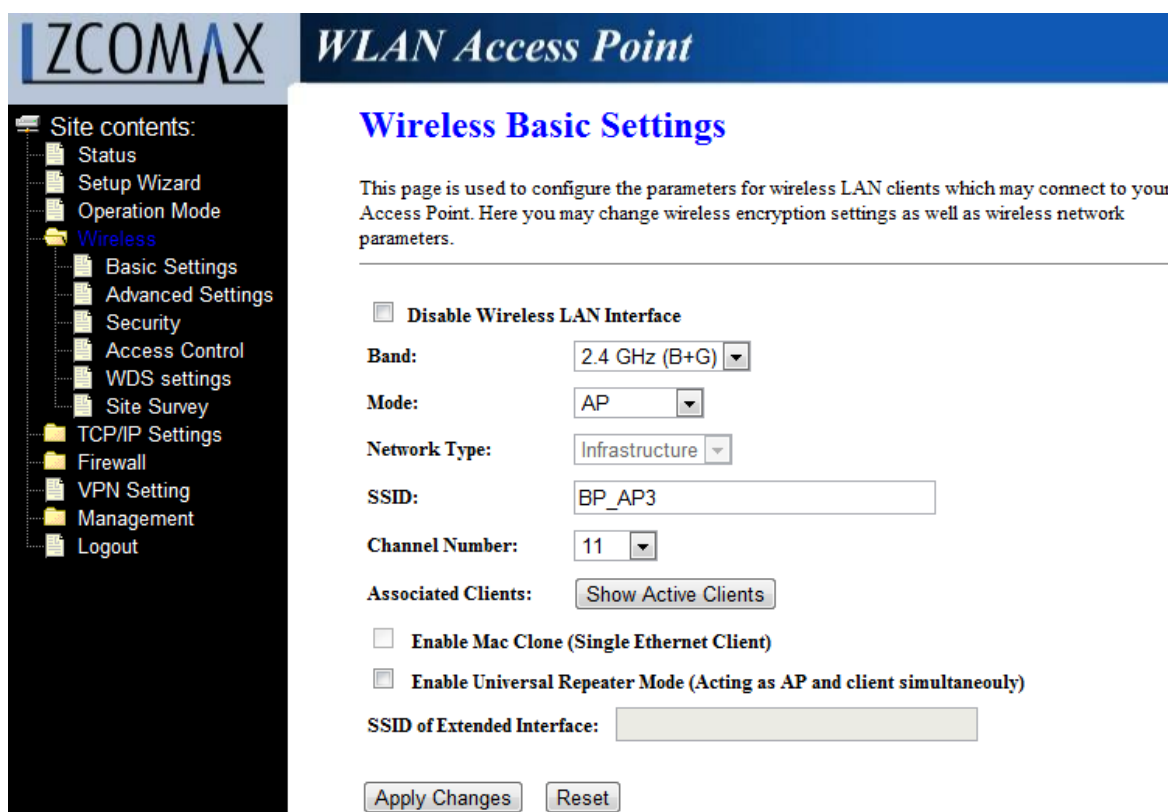 ZCOMAX
WLAN Access Point
Site contents:
Status
Setup Wizard
Operation Mode
Wireless
Basic Settings
Advanced Settings
Security
Access Control
WDS settings
Site Survey
TCP/IP Settings
Firewall
VPN Setting
Management
Logout
Wireless Basic Settings
This page is used to configure the parameters for wireless LAN clients which may connect to your
Access Point. Here you may change wireless encryption settings as well as wireless network
parameters.
Disable Wireless LAN Interface
Band: 2.4 GHz (B+G)
Mode: AP
Network Type: Infrastructure
SSID: BP_AP3
Channel Number: 11
Associated Clients: Show Active Clients
Enable Mac Clone (Single Ethernet Client)
Enable Universal Repeater Mode (Acting as AP and client simultaneouly)
SSID of Extended Interface:
Apply Changes Reset